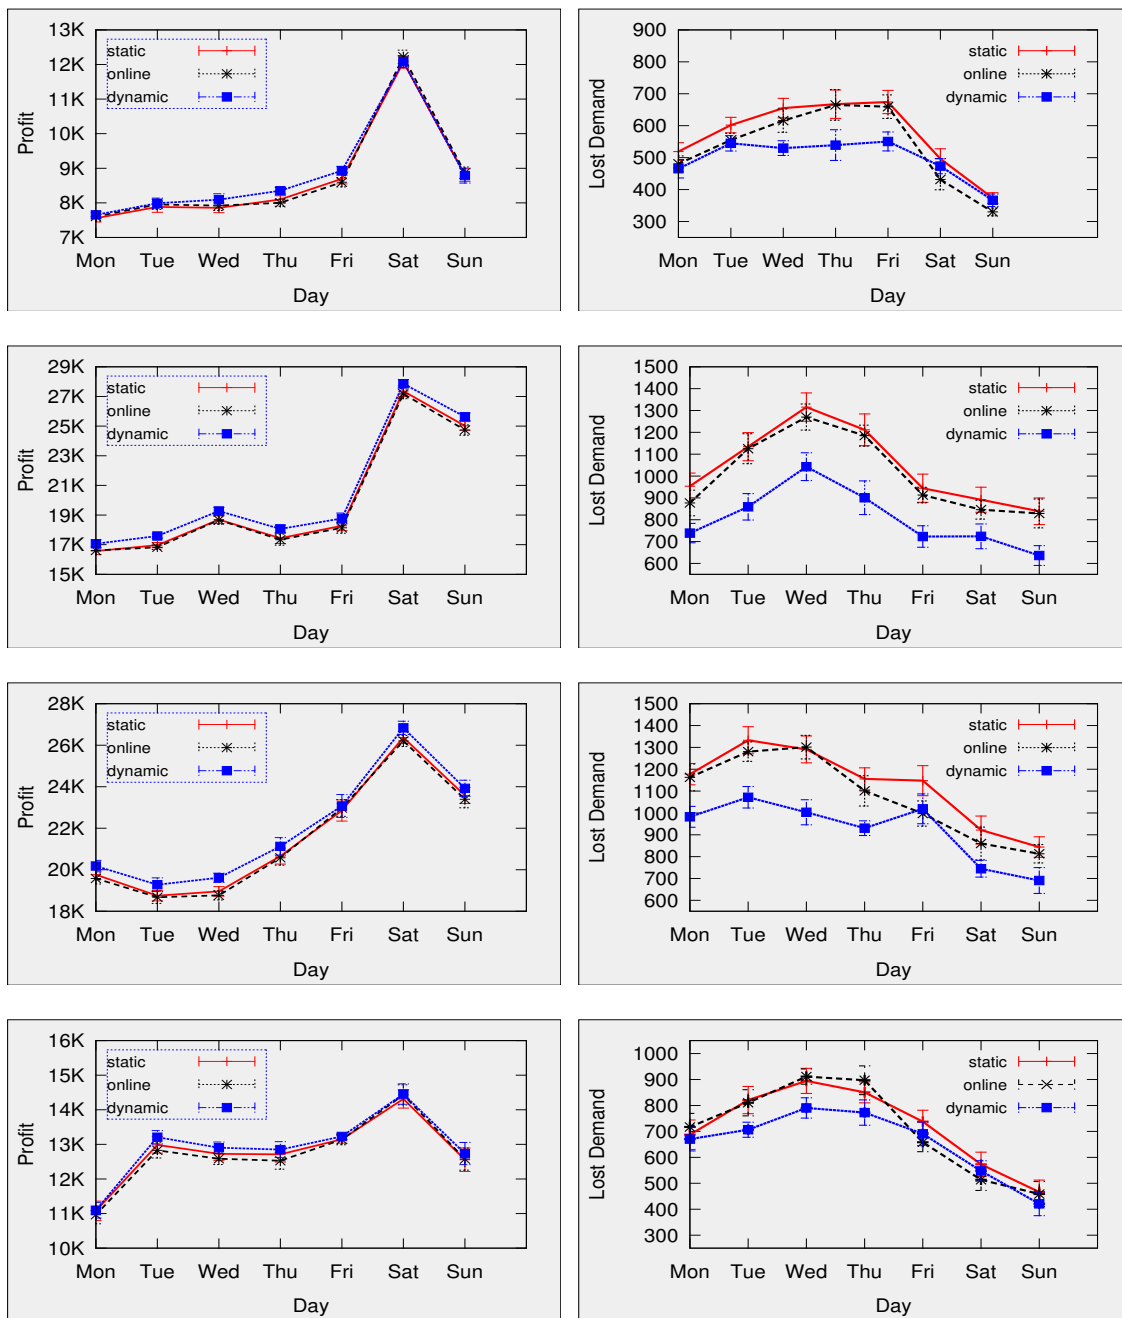 13K
12K
11K
10K
9K
8K
7K
Profit
static
online
dynamic
Mon Tue Wed Thu Fri Sat Sun
Day
900
800
700
600
500
400
300
Lost Demand
static
online
dynamic
Mon Tue Wed Thu Fri Sat Sun
Day
29K
27K
25K
23K
21K
19K
17K
15K
Profit
static
online
dynamic
Mon Tue Wed Thu Fri Sat Sun
Day
1500
1400
1300
1200
1100
1000
900
800
700
600
Lost Demand
static
online
dynamic
Mon Tue Wed Thu Fri Sat Sun
Day
28K
26K
24K
22K
20K
18K
Profit
static
online
dynamic
Mon Tue Wed Thu Fri Sat Sun
Day
1500
1400
1300
1200
1100
1000
900
800
700
600
Lost Demand
static
online
dynamic
Mon Tue Wed Thu Fri Sat Sun
Day
16K
15K
14K
13K
12K
11K
10K
Profit
static
online
dynamic
Mon Tue Wed Thu Fri Sat Sun
Day
1000
900
800
700
600
500
400
300
Lost Demand
static
online
dynamic
Mon Tue Wed Thu Fri Sat Sun
Day